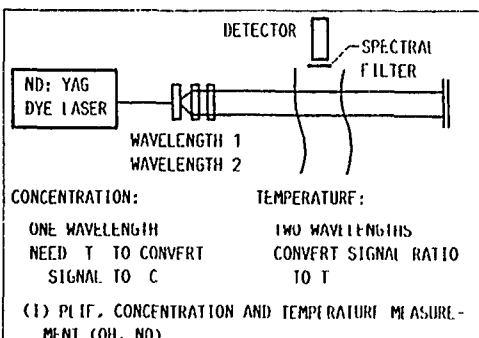 DETECTOR
SPECTRAL
FILTER
ND: YAG
DYE LASER
WAVELENGTH 1
WAVELENGTH 2
CONCENTRATION:
ONE WAVELENGTH
NEED T TO CONVERT
SIGNAL TO C
TEMPERATURE:
TWO WAVELENGTHS
CONVERT SIGNAL RATIO
TO T
(1) PLIF, CONCENTRATION AND TEMPERATURE MEASURE-
MENT (OH, NO)